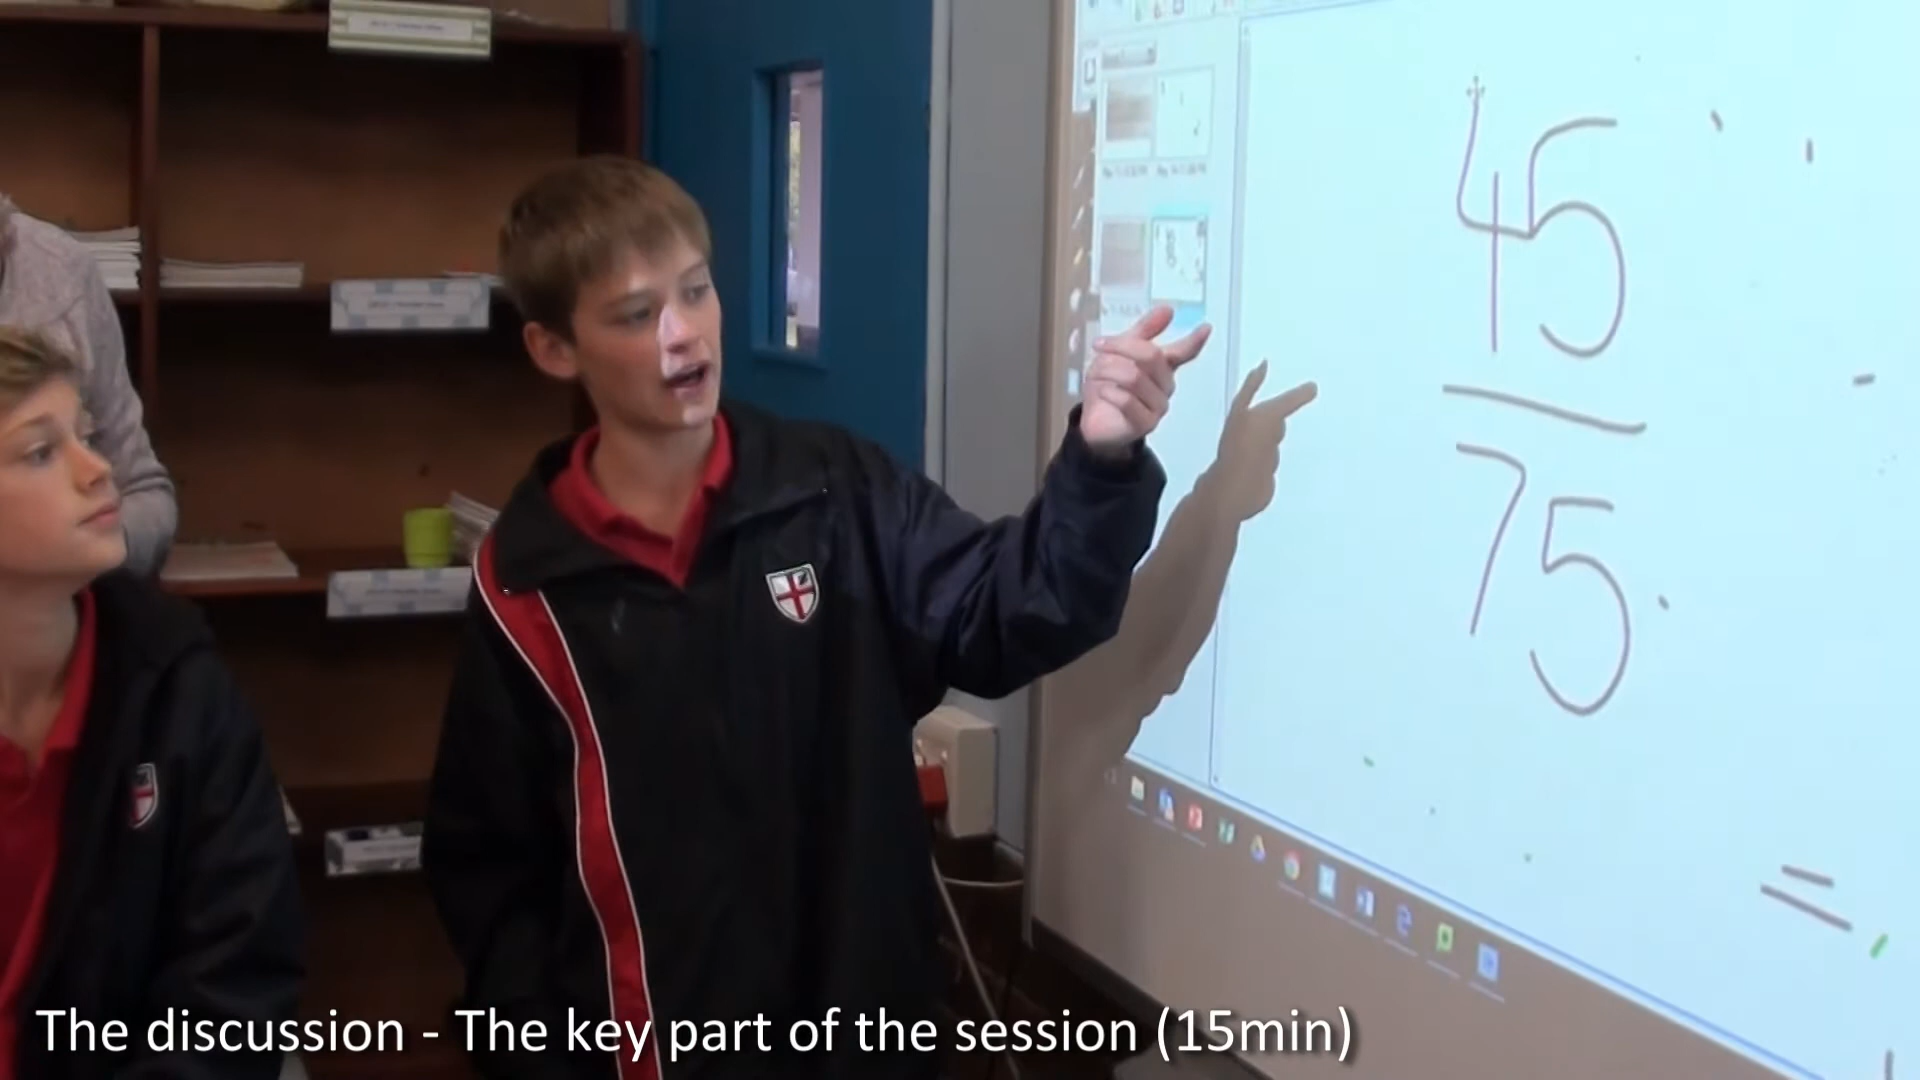 45
75
=
The discussion - The key part of the session (15min)